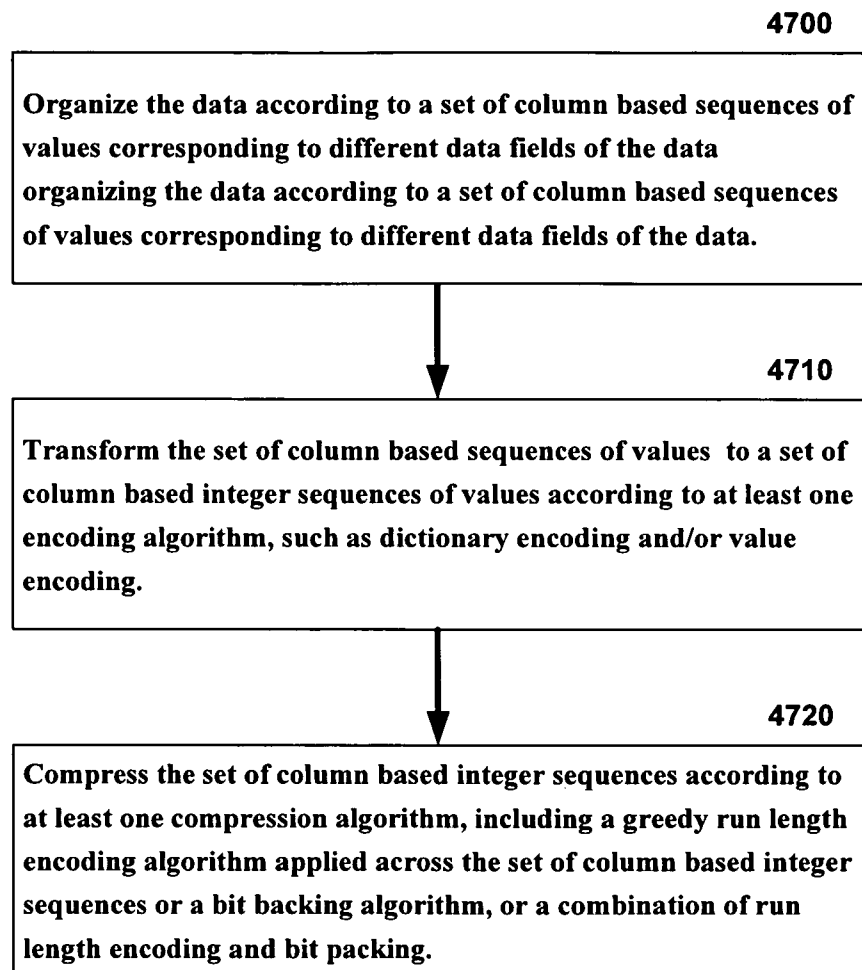 4700
Organize the data according to a set of column based sequences of
values corresponding to different data fields of the data
organizing the data according to a set of column based sequences
of values corresponding to different data fields of the data.
4710
Transform the set of column based sequences of values to a set of
column based integer sequences of values according to at least one
encoding algorithm, such as dictionary encoding and/or value
encoding.
4720
Compress the set of column based integer sequences according to
at least one compression algorithm, including a greedy run length
encoding algorithm applied across the set of column based integer
sequences or a bit backing algorithm, or a combination of run
length encoding and bit packing.